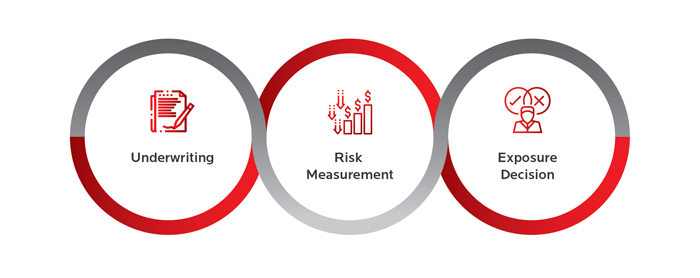 Underwriting
Risk
Measurement
Exposure
Decision